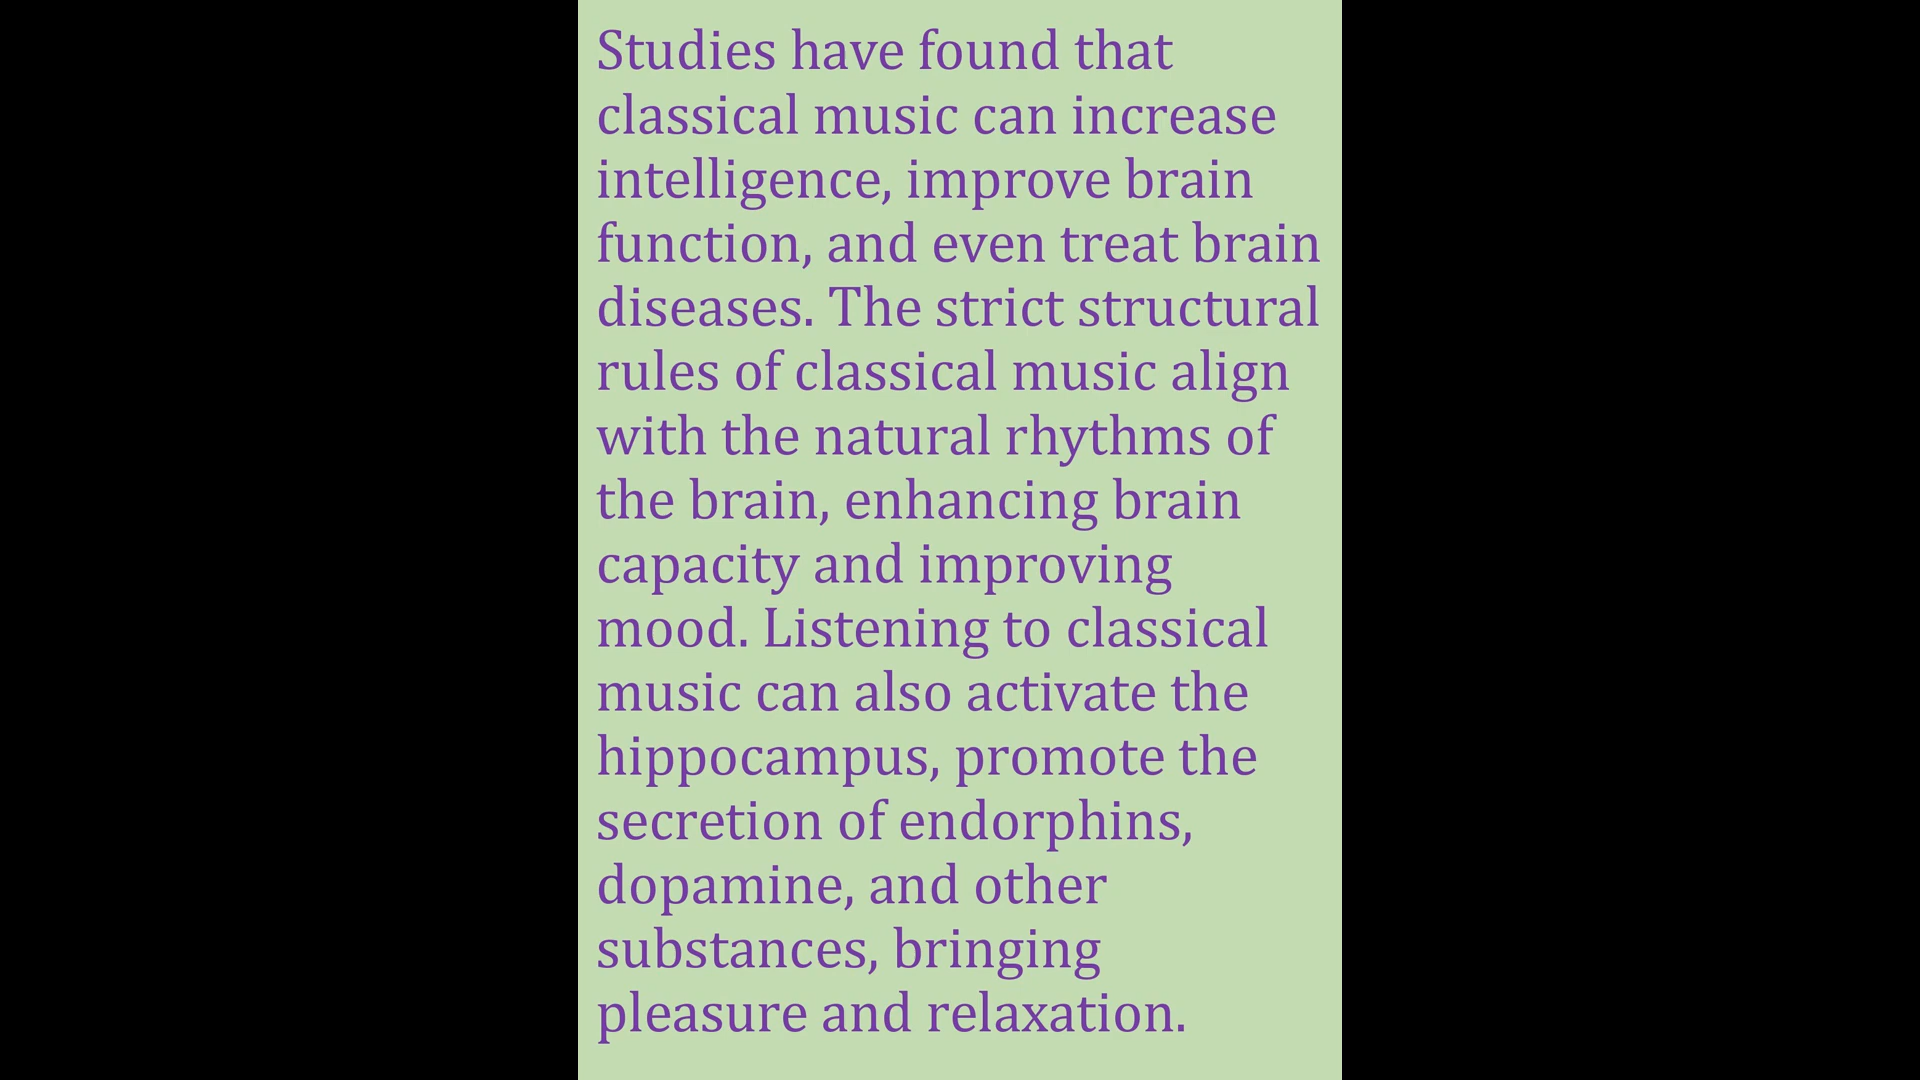 Studies have found that
classical music can increase
intelligence, improve brain
function, and even treat brain
diseases. The strict structural
rules of classical music align
with the natural rhythms of
the brain, enhancing brain
capacity and improving
mood. Listening to classical
music can also activate the
hippocampus, promote the
secretion of endorphins,
dopamine, and other
substances, bringing
pleasure and relaxation.